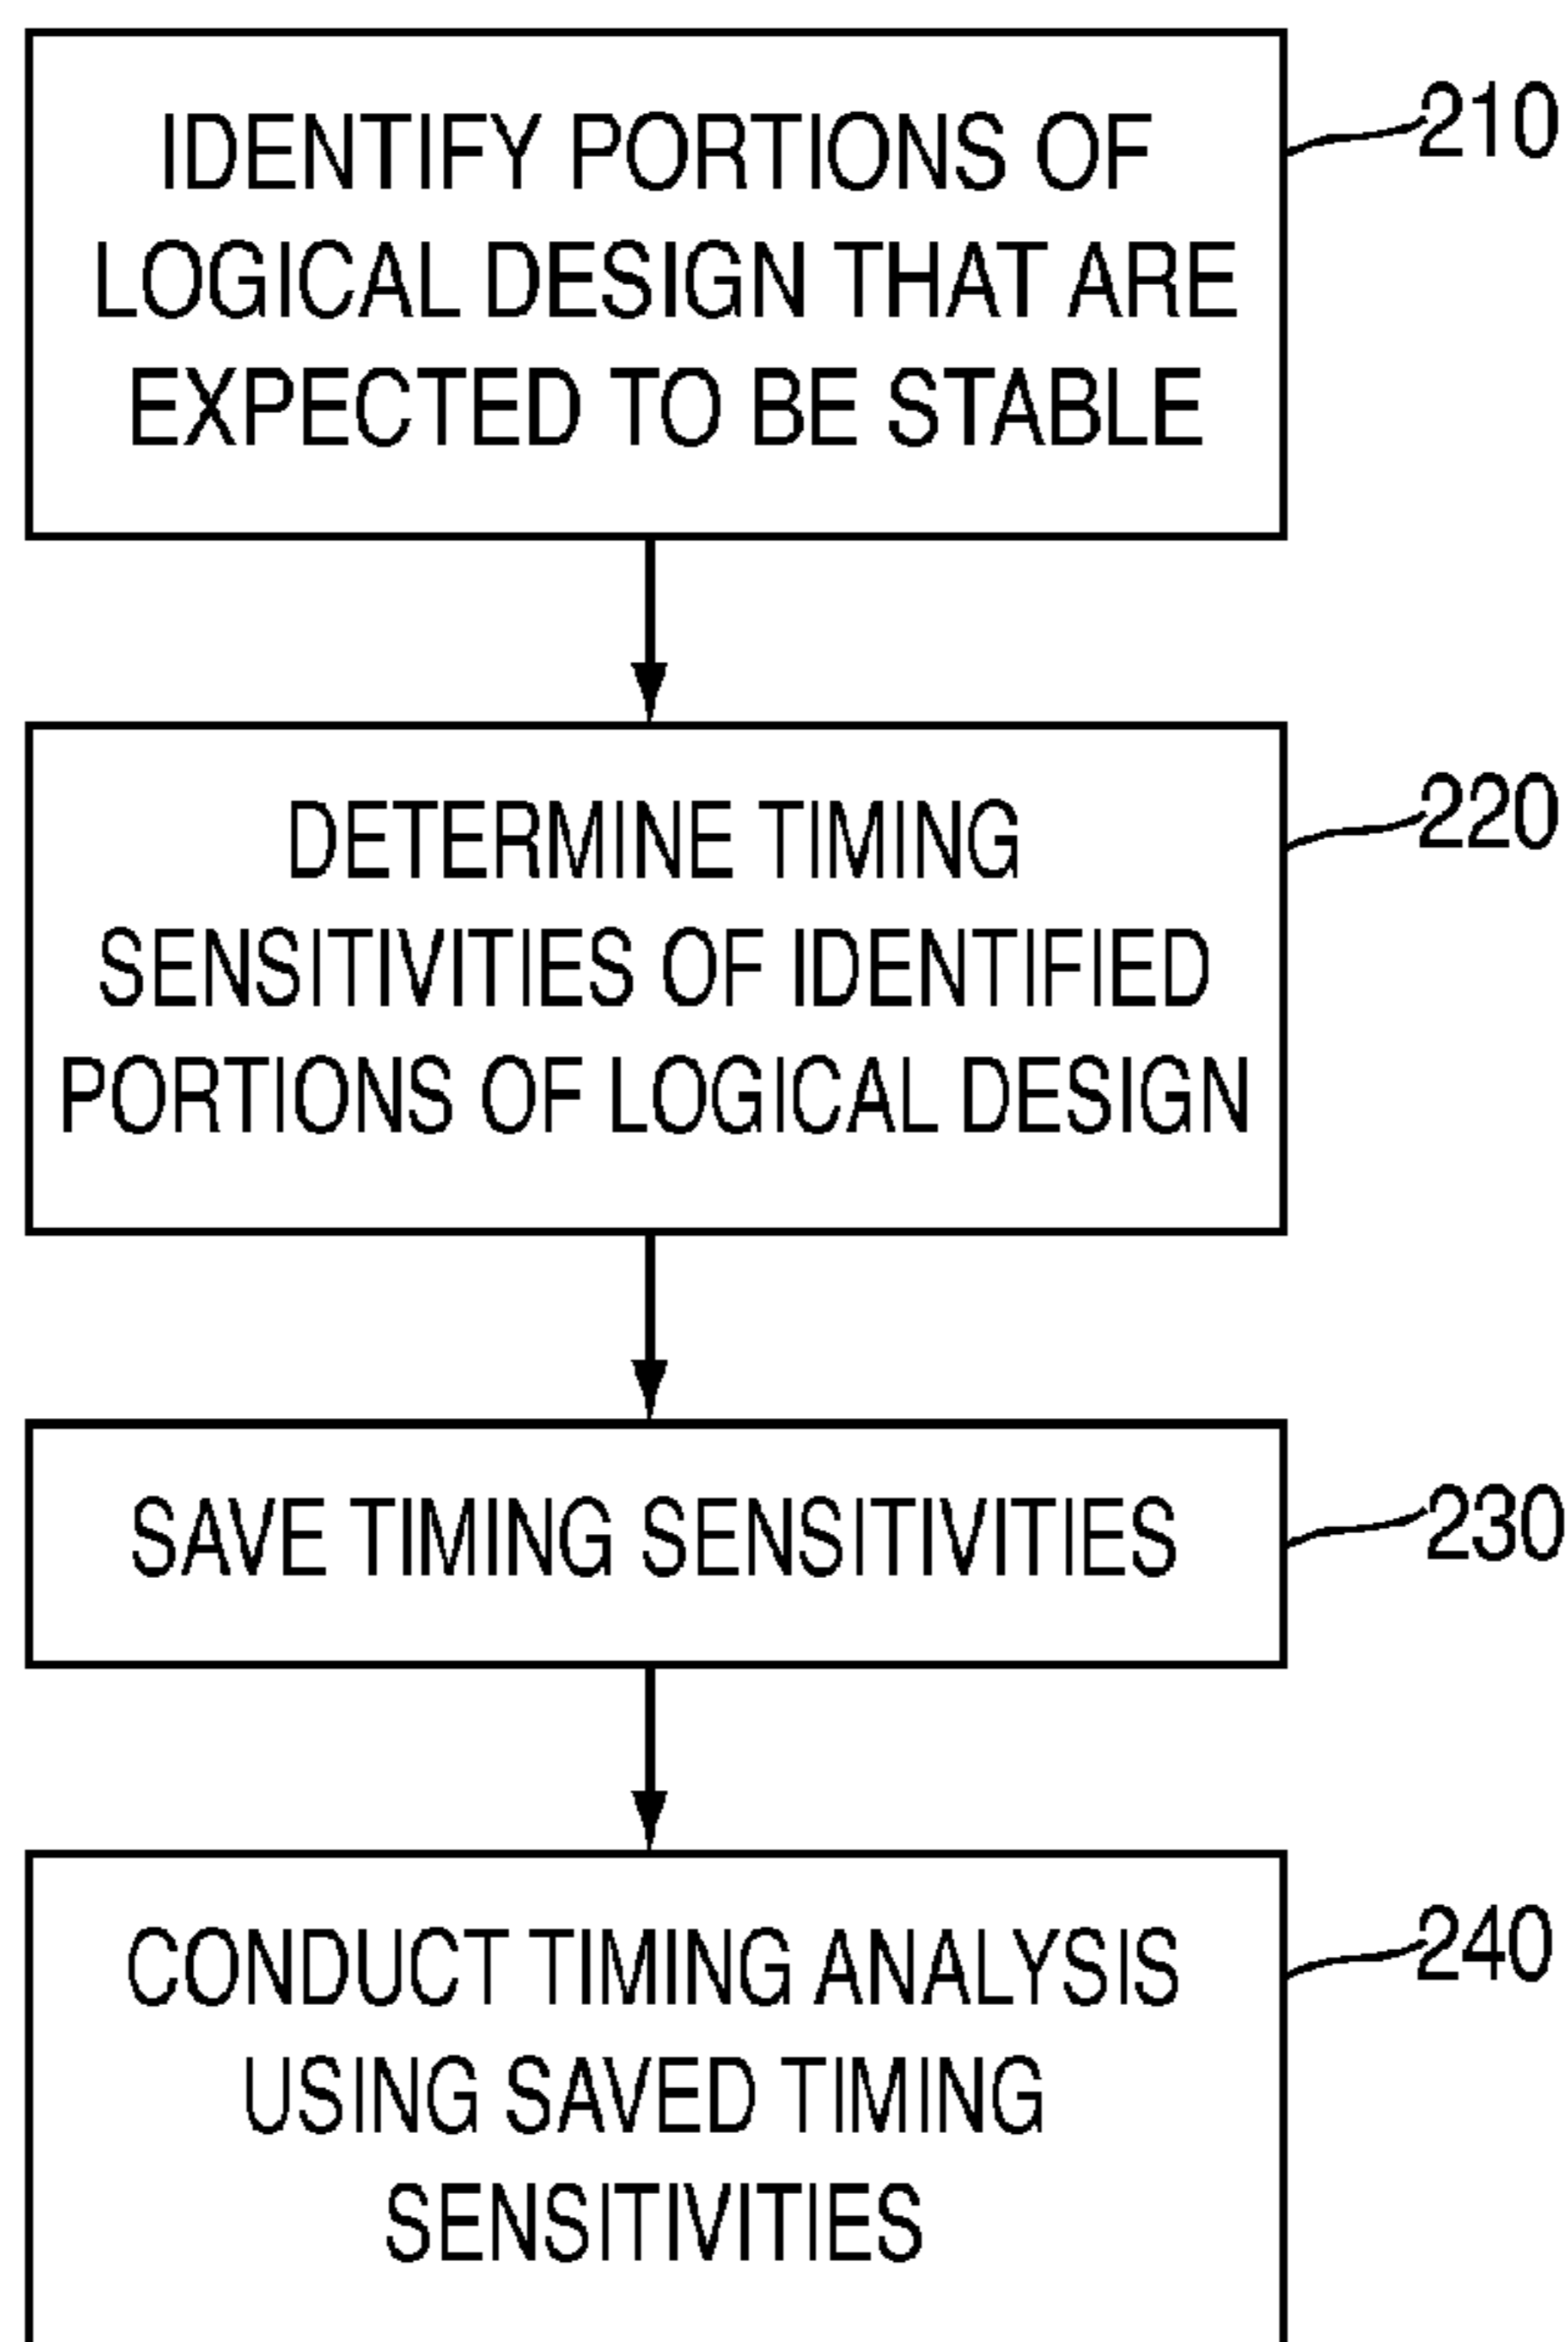 IDENTIFY PORTIONS OF
LOGICAL DESIGN THAT ARE
EXPECTED TO BE STABLE
210
DETERMINE TIMING
SENSITIVITIES OF IDENTIFIED
PORTIONS OF LOGICAL DESIGN
220
SAVE TIMING SENSITIVITIES
230
CONDUCT TIMING ANALYSIS
USING SAVED TIMING
SENSITIVITIES
240